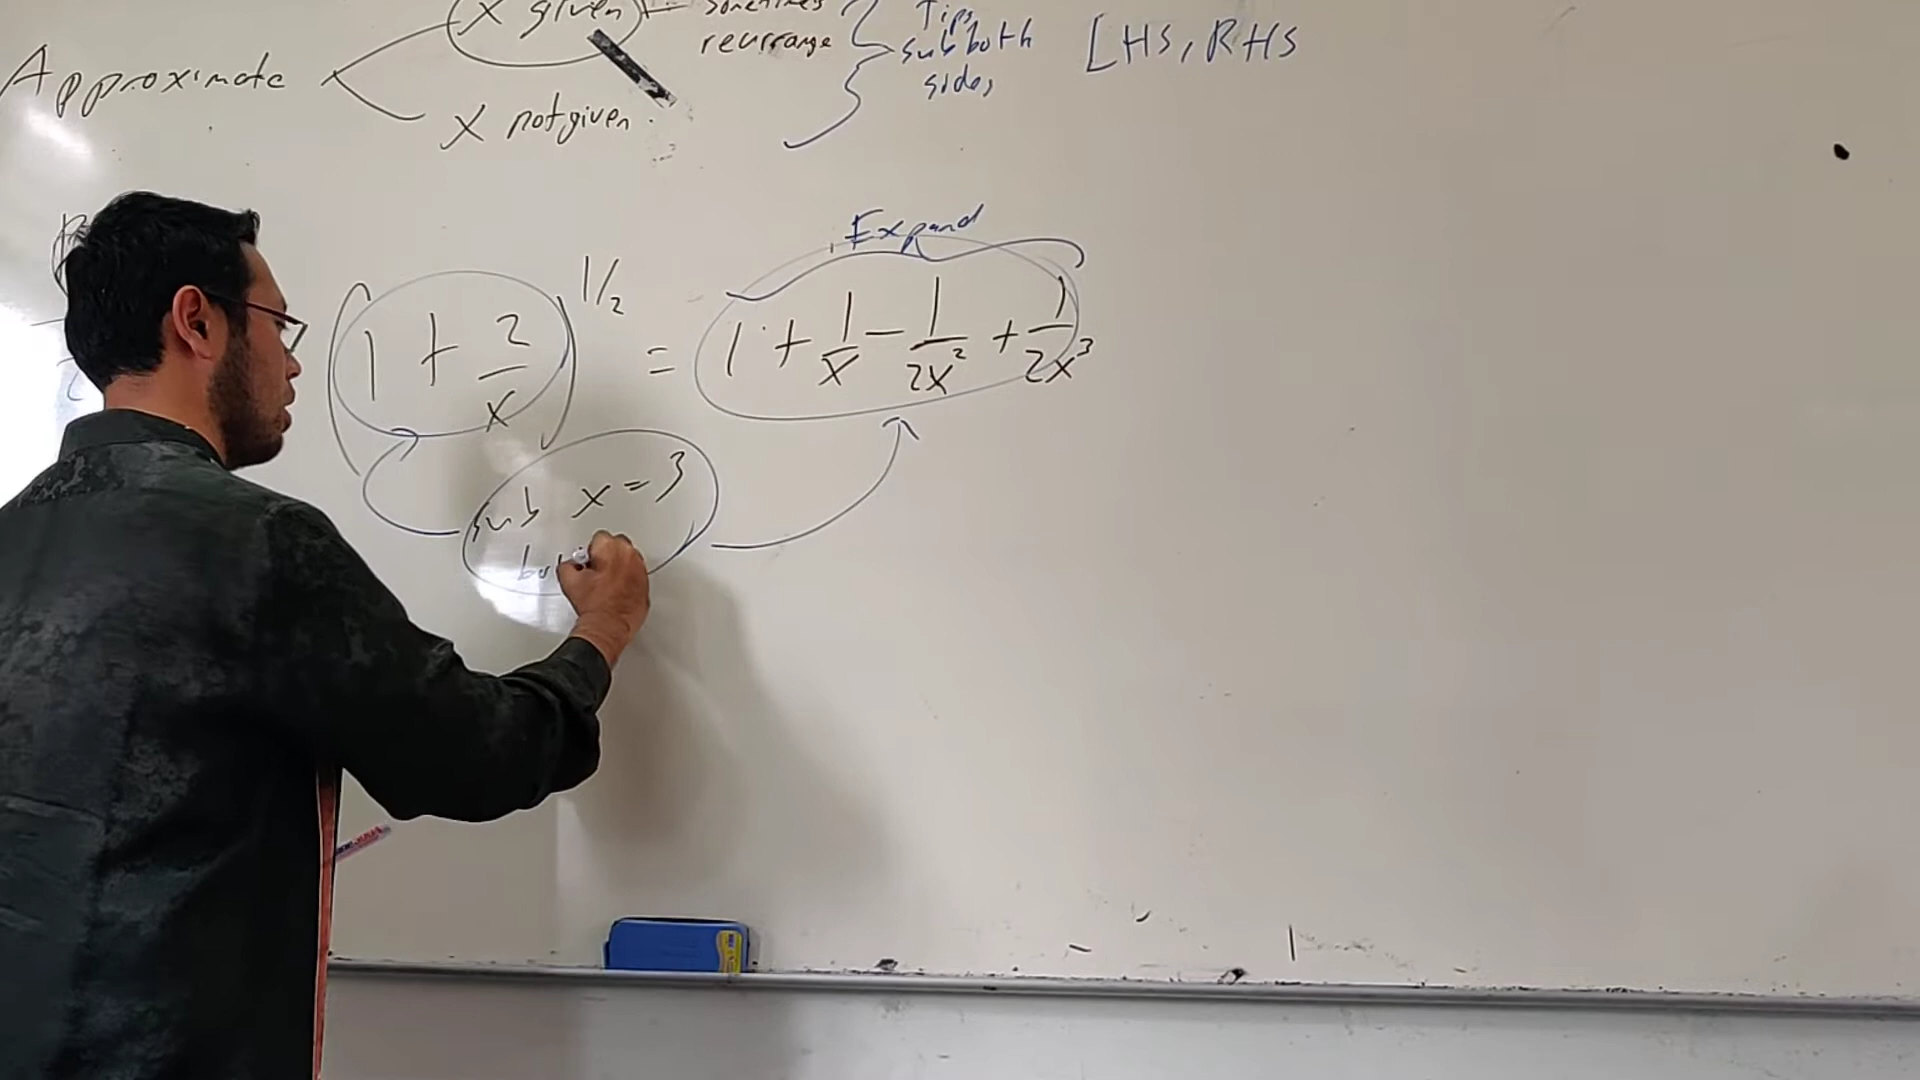 x given sometimes
rearrange
Tips
sub both
sides
LHS, RHS
Approximate
x not given.
Expand
(1 + 2/x)^1/2 = 1 + 1/x - 1/2x² + 1/2x³
sub x = 3